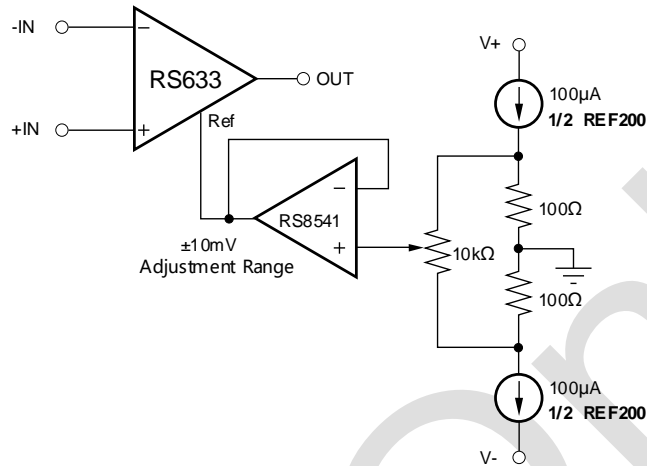 -IN
+IN
−
+
RS633
OUT
Ref
−
+
RS8541
±10mV
Adjustment Range
V+
100µA
1/2 REF200
100Ω
10kΩ
100Ω
100µA
1/2 REF200
V-